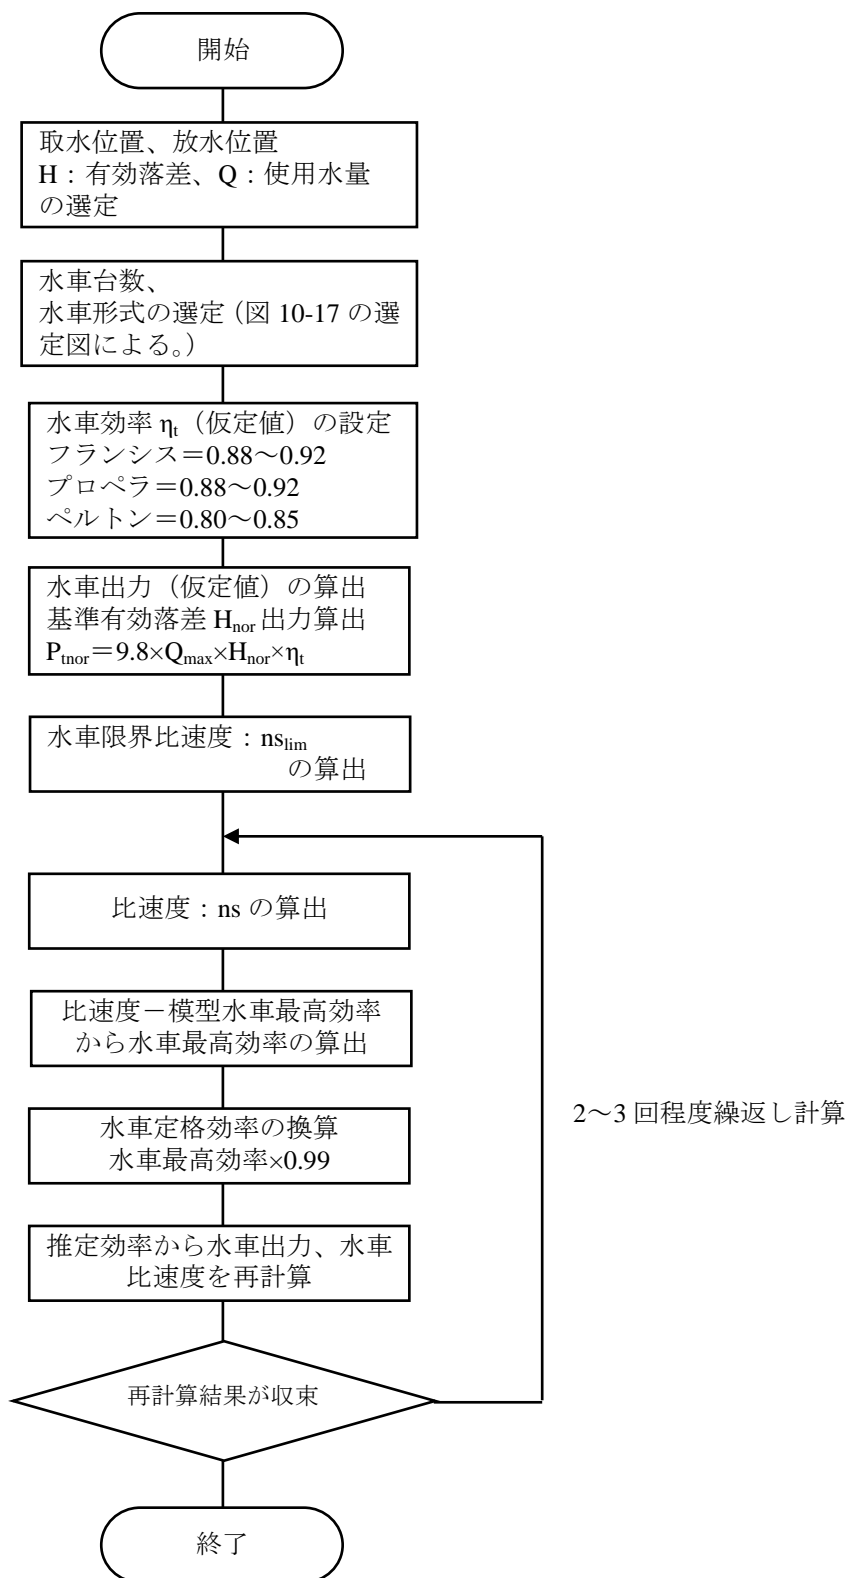 開始
取水位置、放水位置
H：有効落差、Q：使用水量
の選定
水車台数、
水車形式の選定（図 10-17 の選
定図による。）
水車効率 ηt（仮定値）の設定
フランシス＝0.88～0.92
プロペラ＝0.88～0.92
ペルトン＝0.80～0.85
水車出力（仮定値）の算出
基準有効落差 Hnor 出力算出
Ptnor＝9.8×Qmax×Hnor×ηt
水車限界比速度：nslim
の算出
比速度：ns の算出
比速度－模型水車最高効率
から水車最高効率の算出
水車定格効率の換算
水車最高効率×0.99
2～3 回程度繰返し計算
推定効率から水車出力、水車
比速度を再計算
再計算結果が収束
終了